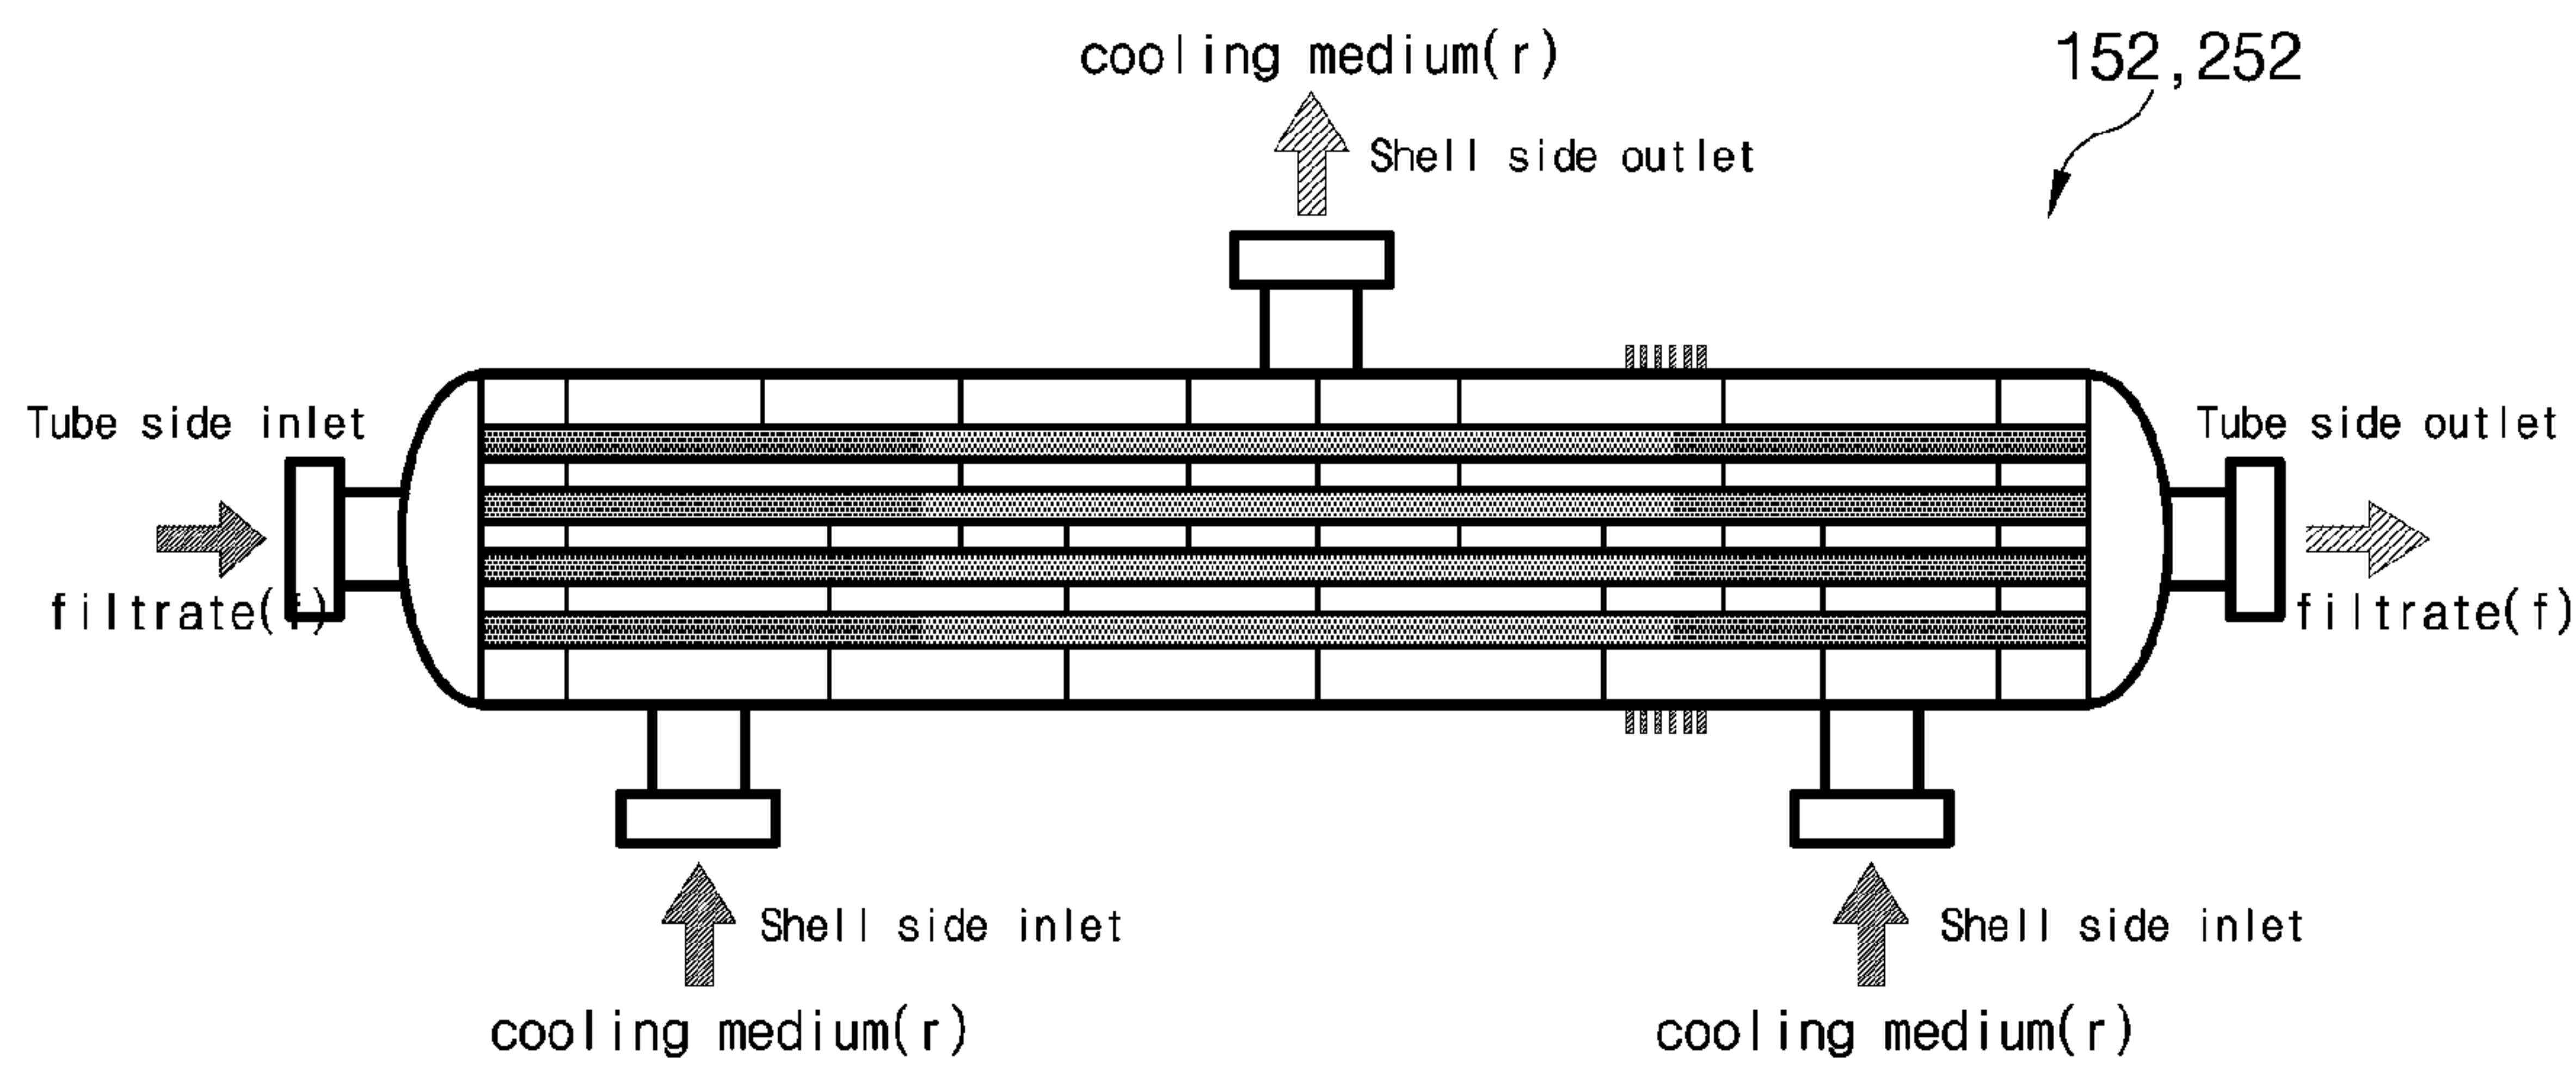 cooling medium(r)
152,252
Shell side outlet
Tube side inlet
Tube side outlet
filtrate(f)
filtrate(f)
Shell side inlet
Shell side inlet
cooling medium(r)
cooling medium(r)